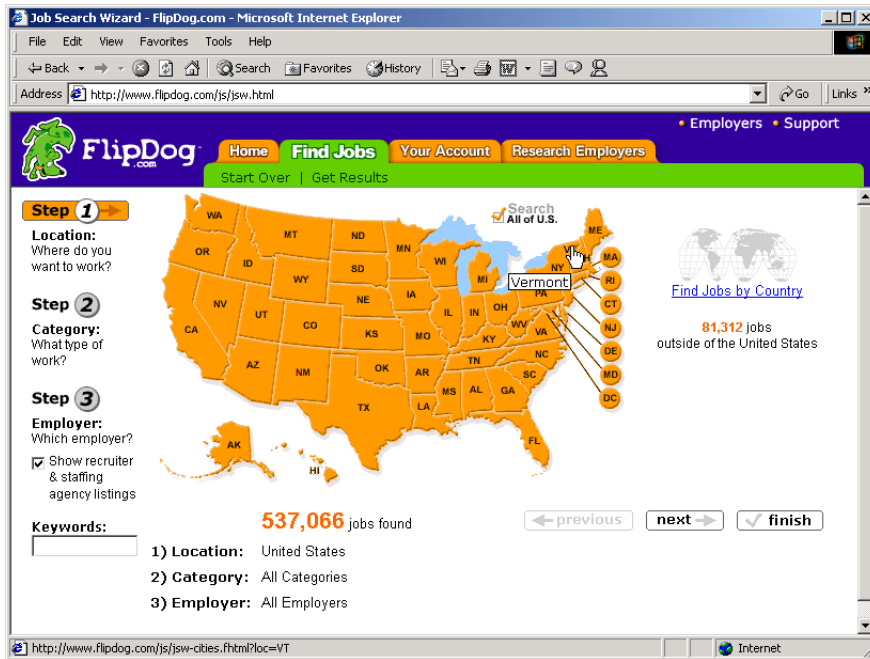 Job Search Wizard - FlipDog.com - Microsoft Internet Explorer
File Edit View Favorites Tools Help
Back Search Favorites History
Address http://www.flipdog.com/js/jsw.html Go Links »
Employers Support
FlipDog .com Home Find Jobs Your Account Research Employers
Start Over | Get Results
Step 1
Location:
Where do you
want to work?
Step 2
Category:
What type of
work?
Step 3
Employer:
Which employer?
Show recruiter
& staffing
agency listings
Keywords:
Search
All of U.S.
WA
MT
ND
MN
ME
OR
ID
WY
SD
WI
MI
NY
MA
RI
Vermont
NV
UT
NE
IA
PA
CT
CA
CO
KS
MO
IL
IN
OH
WV
VA
KY
NJ
DE
AZ
NM
OK
AR
TN
NC
SC
MD
DC
TX
LA
MS
AL
GA
FL
AK
HI
Find Jobs by Country
81,312 jobs
outside of the United States
537,066 jobs found
previous next finish
1) Location: United States
2) Category: All Categories
3) Employer: All Employers
http://www.flipdog.com/js/jsw-cities.fhtml?loc=VT Internet